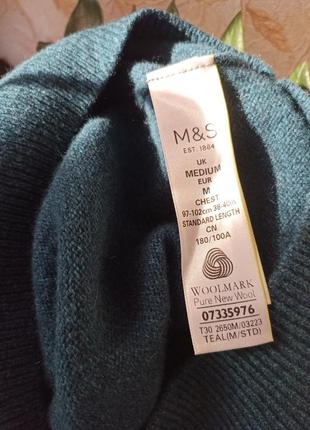 M&S
EST. 1884
UK
MEDIUM
EUR
M
CHEST
97-102cm 38-40in
STANDARD LENGTH
CN
180/100A
WOOLMARK
Pure New Wool
07335976
T30 2650M/03223
TEAL(M/STD)